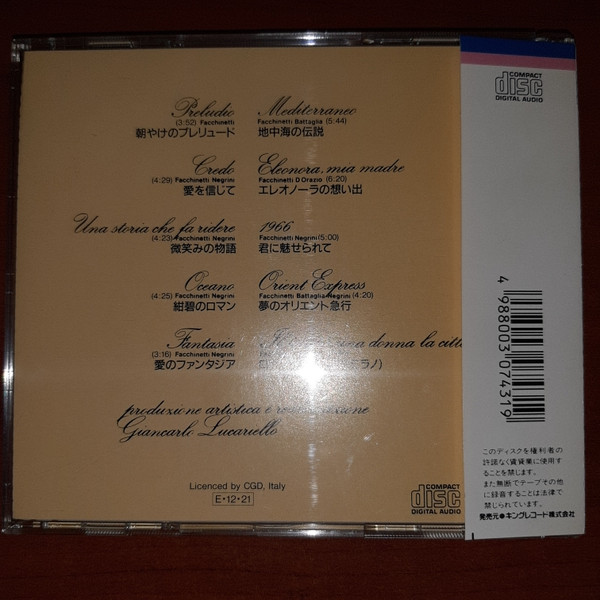 Preludio
(3:52) Facchinetti
朝やけのプレリュード
Credo
(4:29) Facchinetti Negrini
愛を信じて
Una storia che fa ridere
(4:23) Facchinetti Negrini
微笑みの物語
Oceano
(4:25) Facchinetti Negrini
紺碧のロマン
Fantasia
(3:16) Facchinetti Negrini
愛のファンタジア
Mediterraneo
Facchinetti Battaglia (5:44)
地中海の伝説
Eleonora, mia madre
Facchinetti D'Orazio (6:20)
エレオノーラの想い出
1966
Facchinetti Negrini (5:00)
君に魅せられて
Orient Express
Facchinetti Battaglia Negrini (4:20)
夢のオリエント急行
una donna la citt
ラノ)
produzione artistica e
Giancarlo Lucariello
Licenced by CGD, Italy
E・12・21
COMPACT
disc
DIGITAL AUDIO
COMPACT
disc
DIGITAL AUDIO
4 988003 074319
このディスクを権利者の
許諾なく賃貸業に使用す
ることを禁じます。
また無断でテープその他
に録音することは法律で
禁じられています。
発売元●キングレコード株式会社